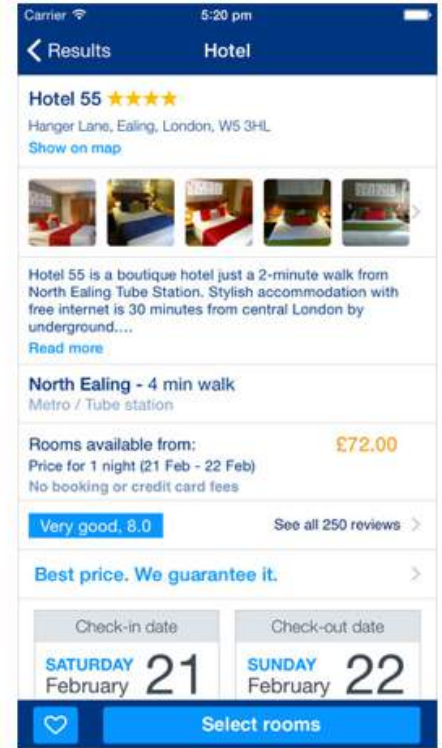 Carrier 5:20 pm
Results Hotel
Hotel 55
Hanger Lane, Ealing, London, W5 3HL
Show on map
Hotel 55 is a boutique hotel just a 2-minute walk from
North Ealing Tube Station. Stylish accommodation with
free internet is 30 minutes from central London by
underground....
Read more
North Ealing - 4 min walk
Metro / Tube station
Rooms available from: £72.00
Price for 1 night (21 Feb - 22 Feb)
No booking or credit card fees
Very good, 8.0 See all 250 reviews
Best price. We guarantee it.
Check-in date Check-out date
SATURDAY 21 SUNDAY 22
February February
Select rooms